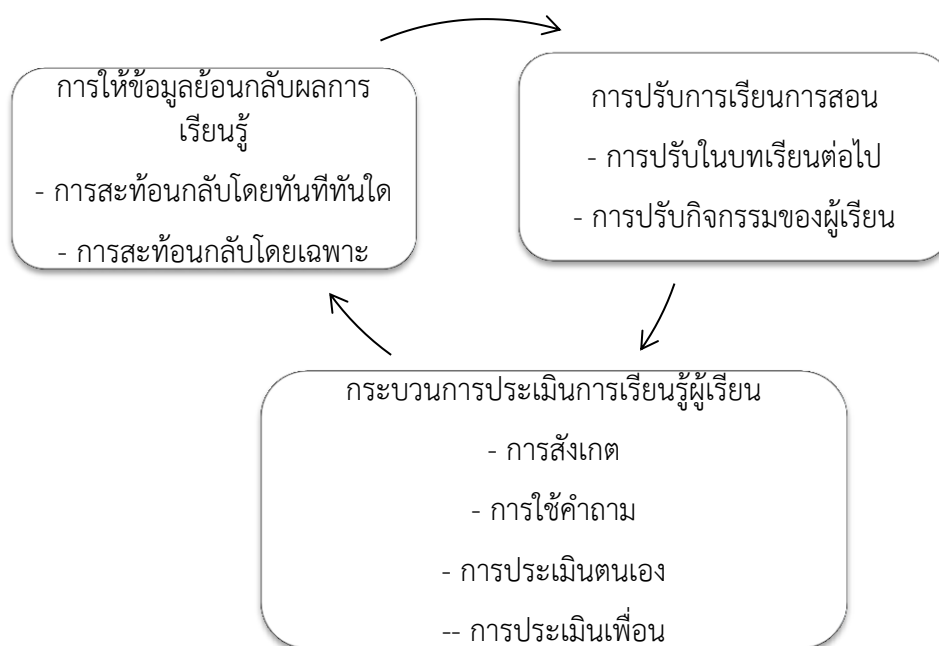 การให้ข้อมูลย้อนกลับผลการ
เรียนรู้
- การสะท้อนกลับโดยทันทีทันใด
- การสะท้อนกลับโดยเฉพาะ
การปรับการเรียนการสอน
- การปรับในบทเรียนต่อไป
- การปรับกิจกรรมของผู้เรียน
กระบวนการประเมินการเรียนรู้ผู้เรียน
- การสังเกต
- การใช้คำถาม
- การประเมินตนเอง
-- การประเมินเพื่อน